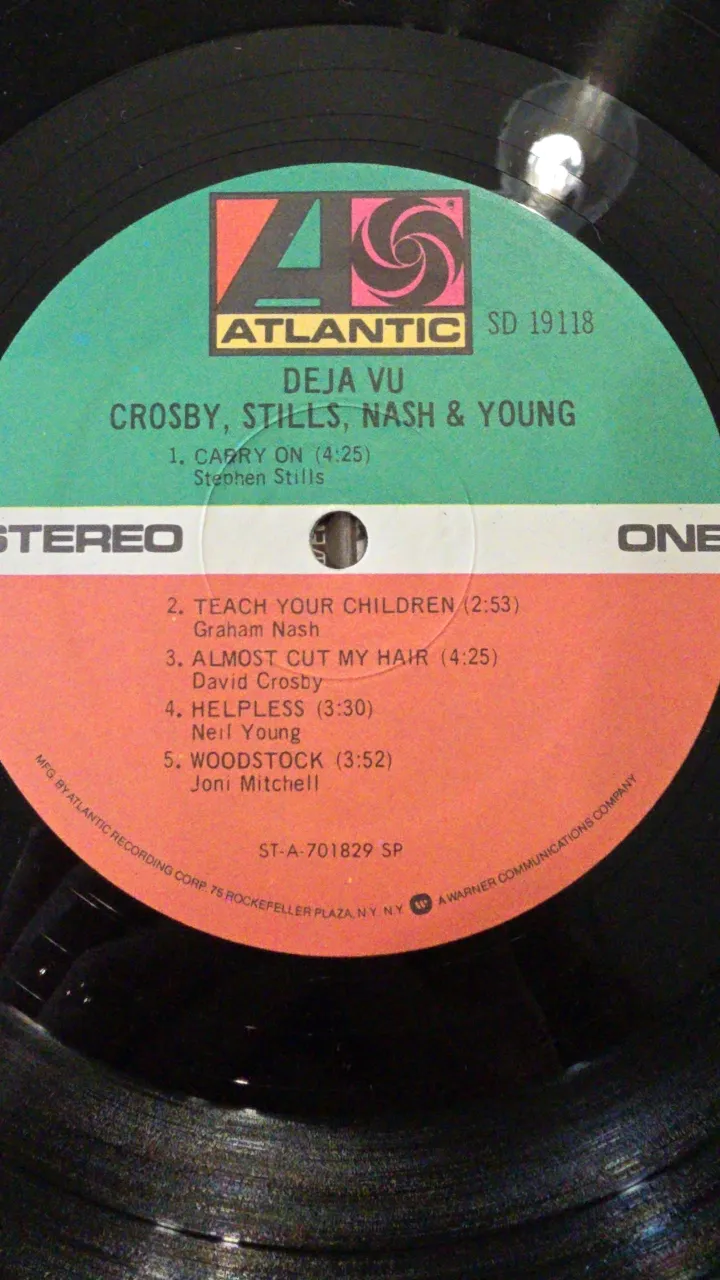 ATLANTIC
SD 19118
DEJA VU
CROSBY, STILLS, NASH & YOUNG
1. CARRY ON (4:25)
Stephen Stills
STEREO
ONE
2. TEACH YOUR CHILDREN (2:53)
Graham Nash
3. ALMOST CUT MY HAIR (4:25)
David Crosby
4. HELPLESS (3:30)
Neil Young
5. WOODSTOCK (3:52)
Joni Mitchell
ST-A-701829 SP
MFG. BY ATLANTIC RECORDING CORP. 75 ROCKEFELLER PLAZA, N.Y. N.Y. W A WARNER COMMUNICATIONS COMPANY